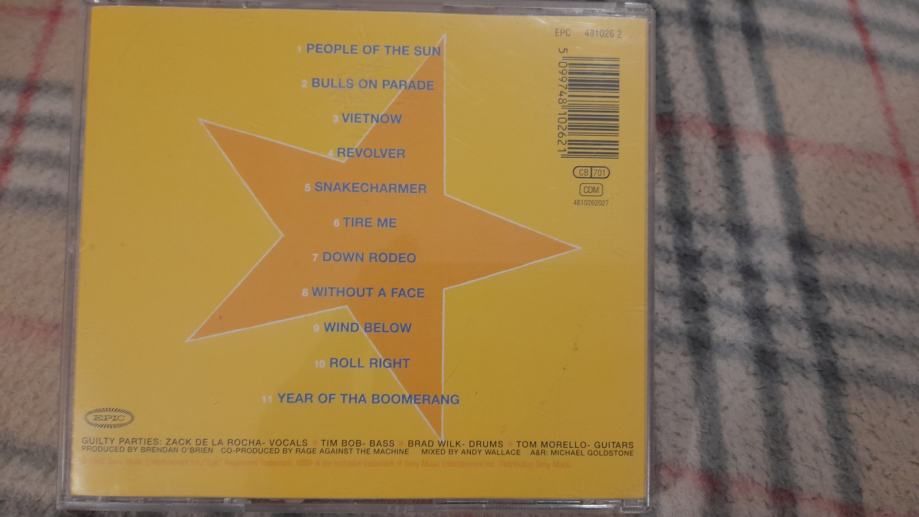 EPC 481026 2
1 PEOPLE OF THE SUN
2 BULLS ON PARADE
3 VIETNOW
4 REVOLVER
5 SNAKECHARMER
6 TIRE ME
7 DOWN RODEO
8 WITHOUT A FACE
9 WIND BELOW
10 ROLL RIGHT
11 YEAR OF THA BOOMERANG
5 099748 102621
CB 701
CDM
4810262027
EPIC
GUILTY PARTIES: ZACK DE LA ROCHA- VOCALS TIM BOB- BASS BRAD WILK- DRUMS TOM MORELLO- GUITARS
PRODUCED BY BRENDAN O'BRIEN CO-PRODUCED BY RAGE AGAINST THE MACHINE MIXED BY ANDY WALLACE A&R: MICHAEL GOLDSTONE